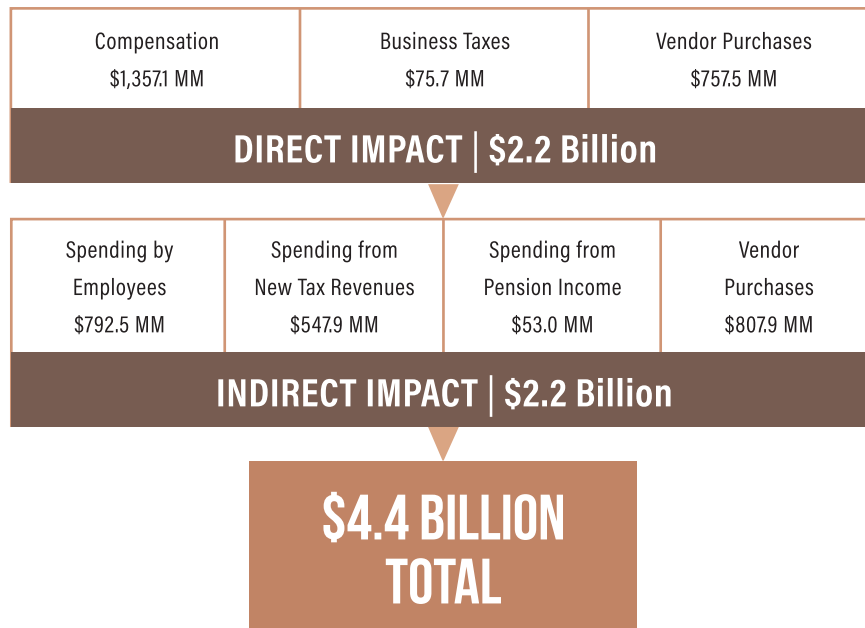 Compensation
$1,357.1 MM
Business Taxes
$75.7 MM
Vendor Purchases
$757.5 MM
DIRECT IMPACT | $2.2 Billion
Spending by
Employees
$792.5 MM
Spending from
New Tax Revenues
$547.9 MM
Spending from
Pension Income
$53.0 MM
Vendor
Purchases
$807.9 MM
INDIRECT IMPACT | $2.2 Billion
$4.4 BILLION
TOTAL